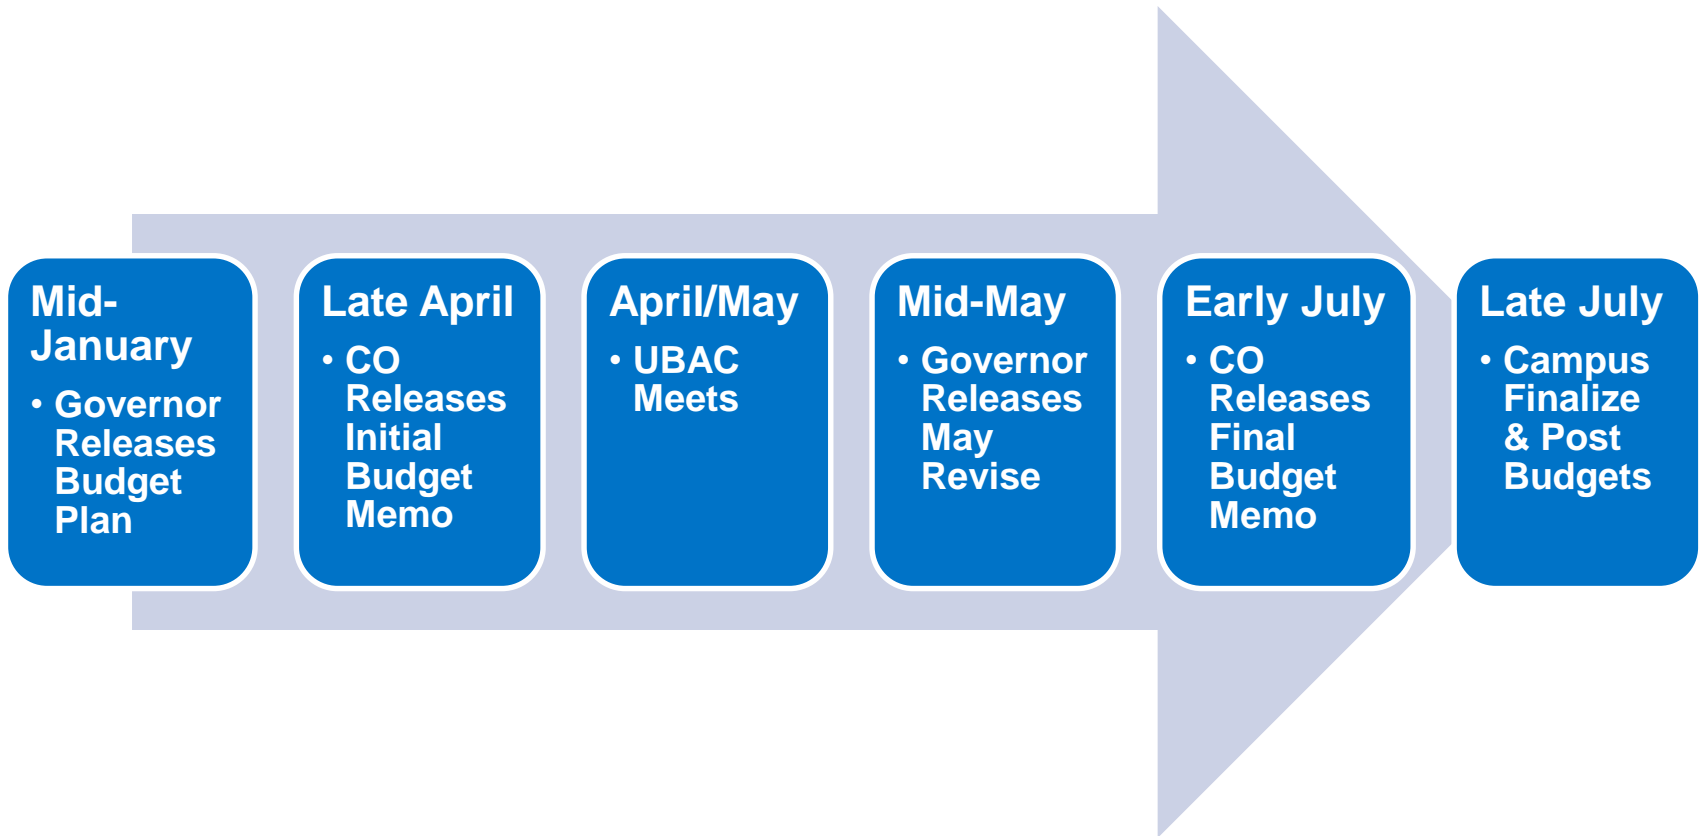 Mid-
January
• Governor
Releases
Budget
Plan
Late April
• CO
Releases
Initial
Budget
Memo
April/May
• UBAC
Meets
Mid-May
• Governor
Releases
May
Revise
Early July
• CO
Releases
Final
Budget
Memo
Late July
• Campus
Finalize
& Post
Budgets